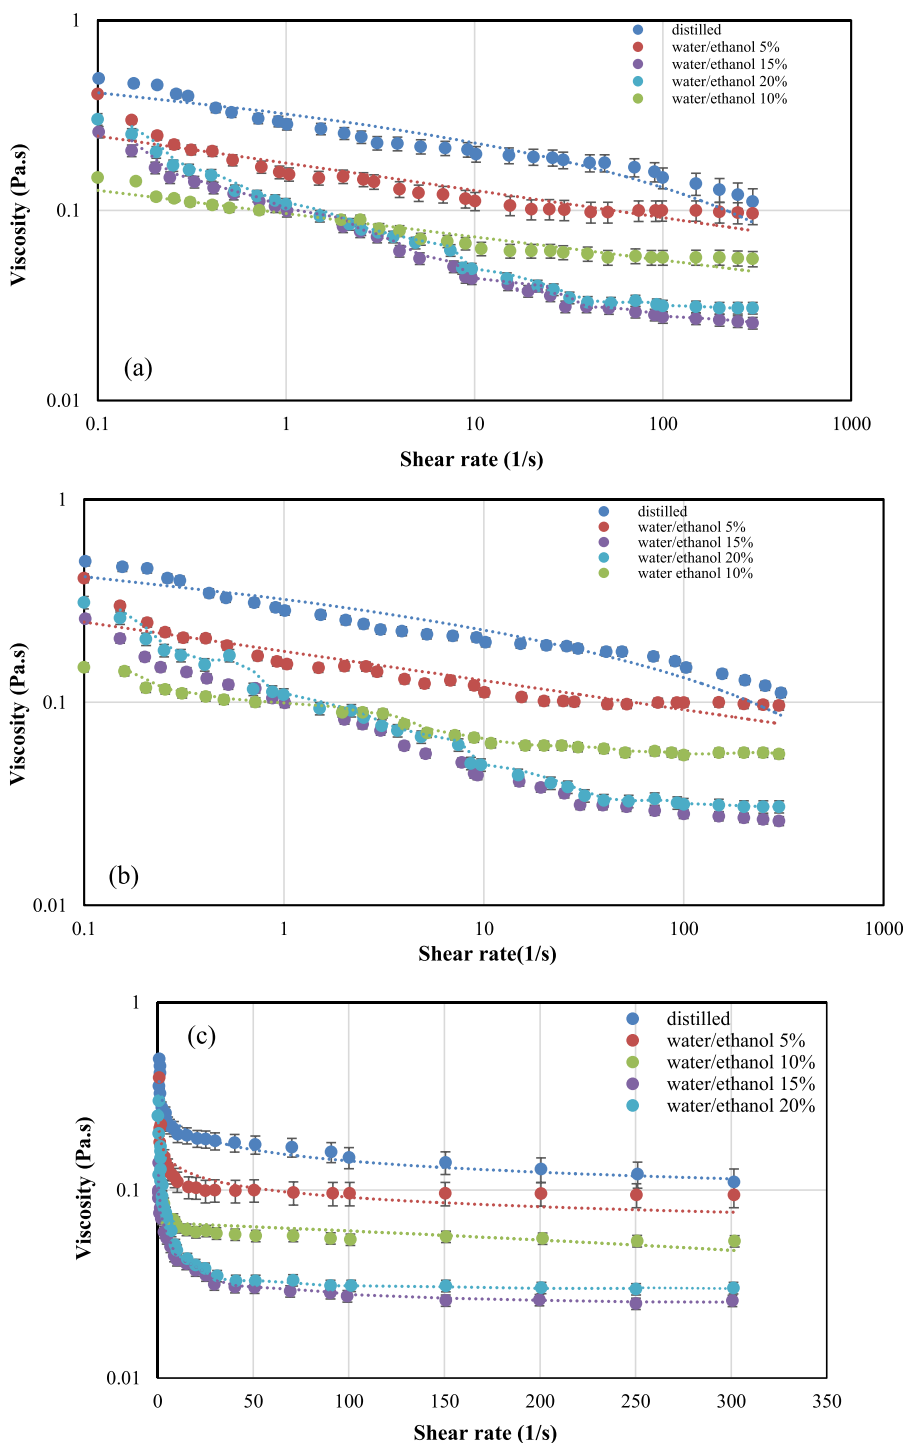 1
distilled
water/ethanol 5%
water/ethanol 15%
water/ethanol 20%
water/ethanol 10%
0.1
Viscosity (Pa.s)
(a)
0.01
0.1
1
10
100
1000
Shear rate (1/s)
1
distilled
water/ethanol 5%
water/ethanol 15%
water/ethanol 20%
water ethanol 10%
0.1
Viscosity (Pa.s)
(b)
0.01
0.1
1
10
100
1000
Shear rate(1/s)
1
(c)
distilled
water/ethanol 5%
water/ethanol 10%
water/ethanol 15%
water/ethanol 20%
0.1
Viscosity (Pa.s)
0.01
0
50
100
150
200
250
300
350
Shear rate (1/s)